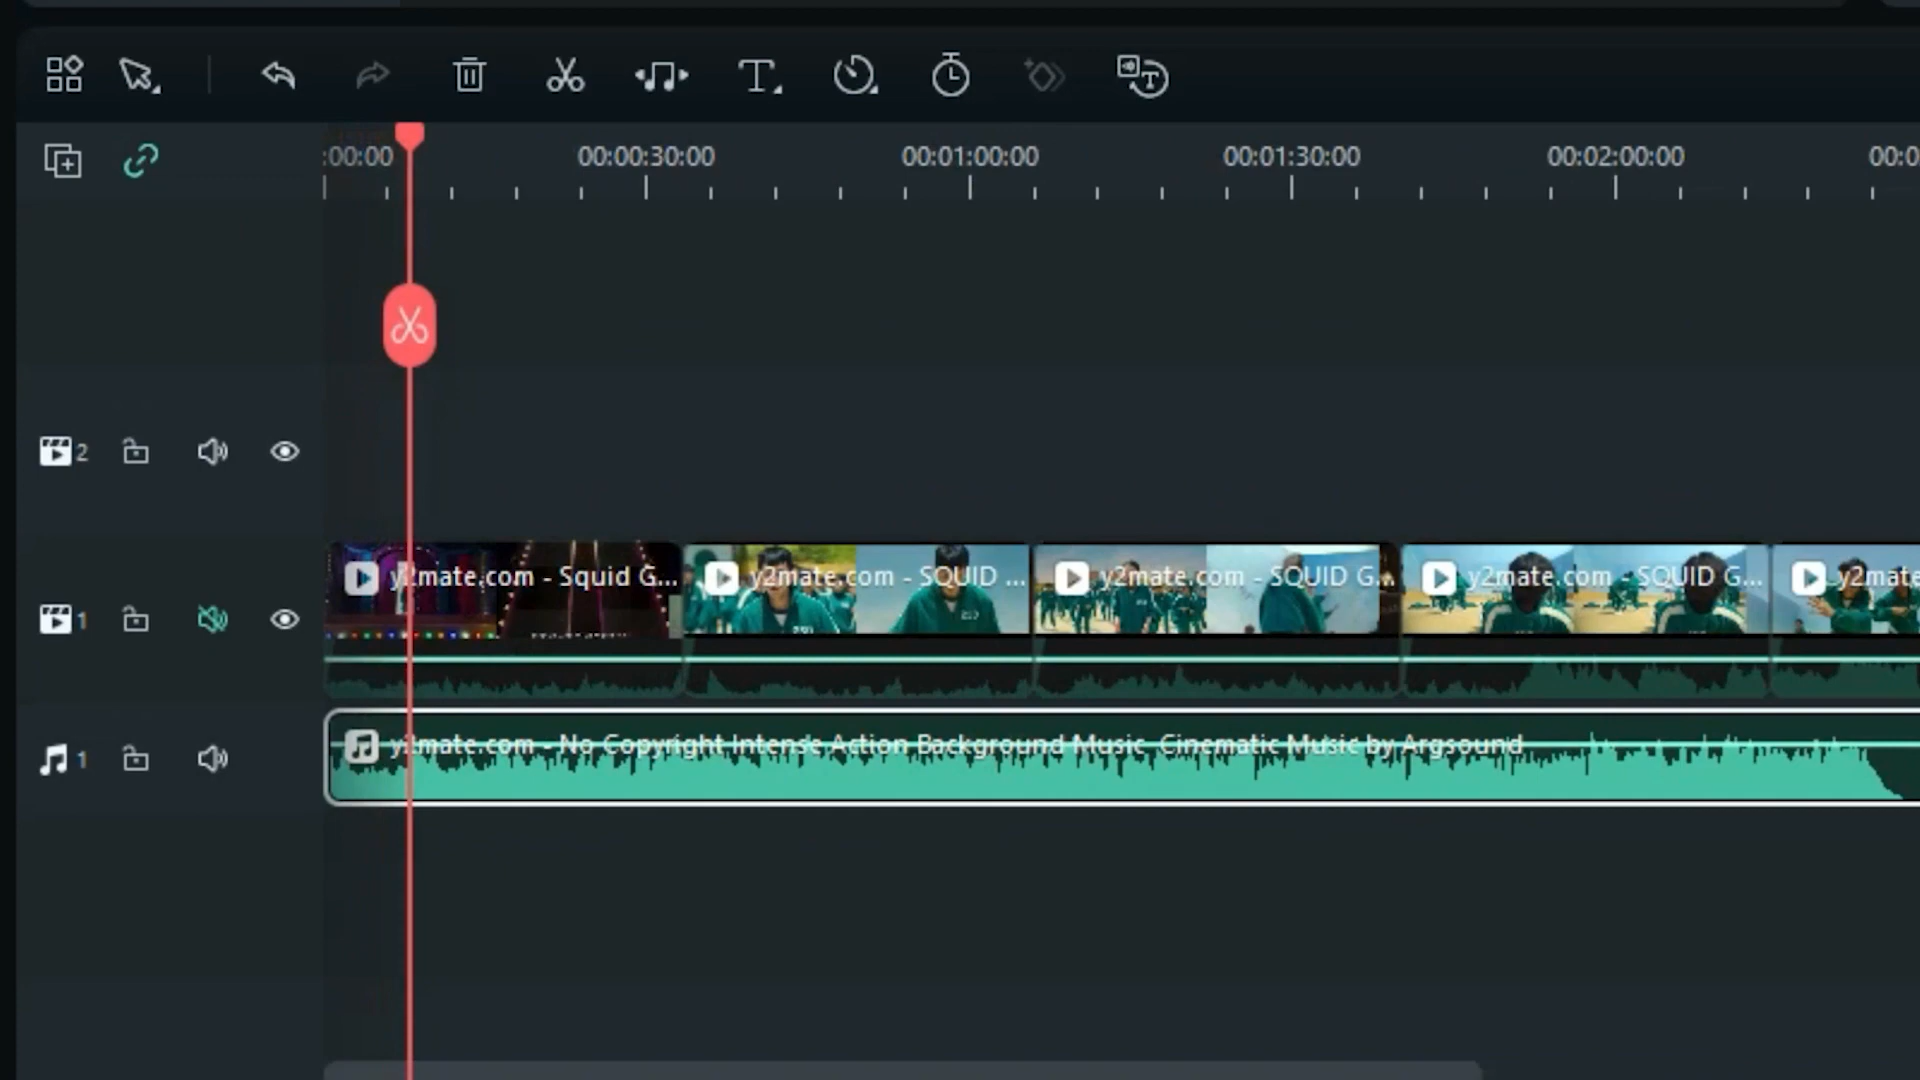 :00:00 00:00:30:00 00:01:00:00 00:01:30:00 00:02:00:00 00:0
2
y2mate.com - Squid G... y2mate.com - SQUID ... y2mate.com - SQUID G... y2mate.com - SQUID G... y2mate
1
y2mate.com - No Copyright Intense Action Background Music Cinematic Music by Argsound
1